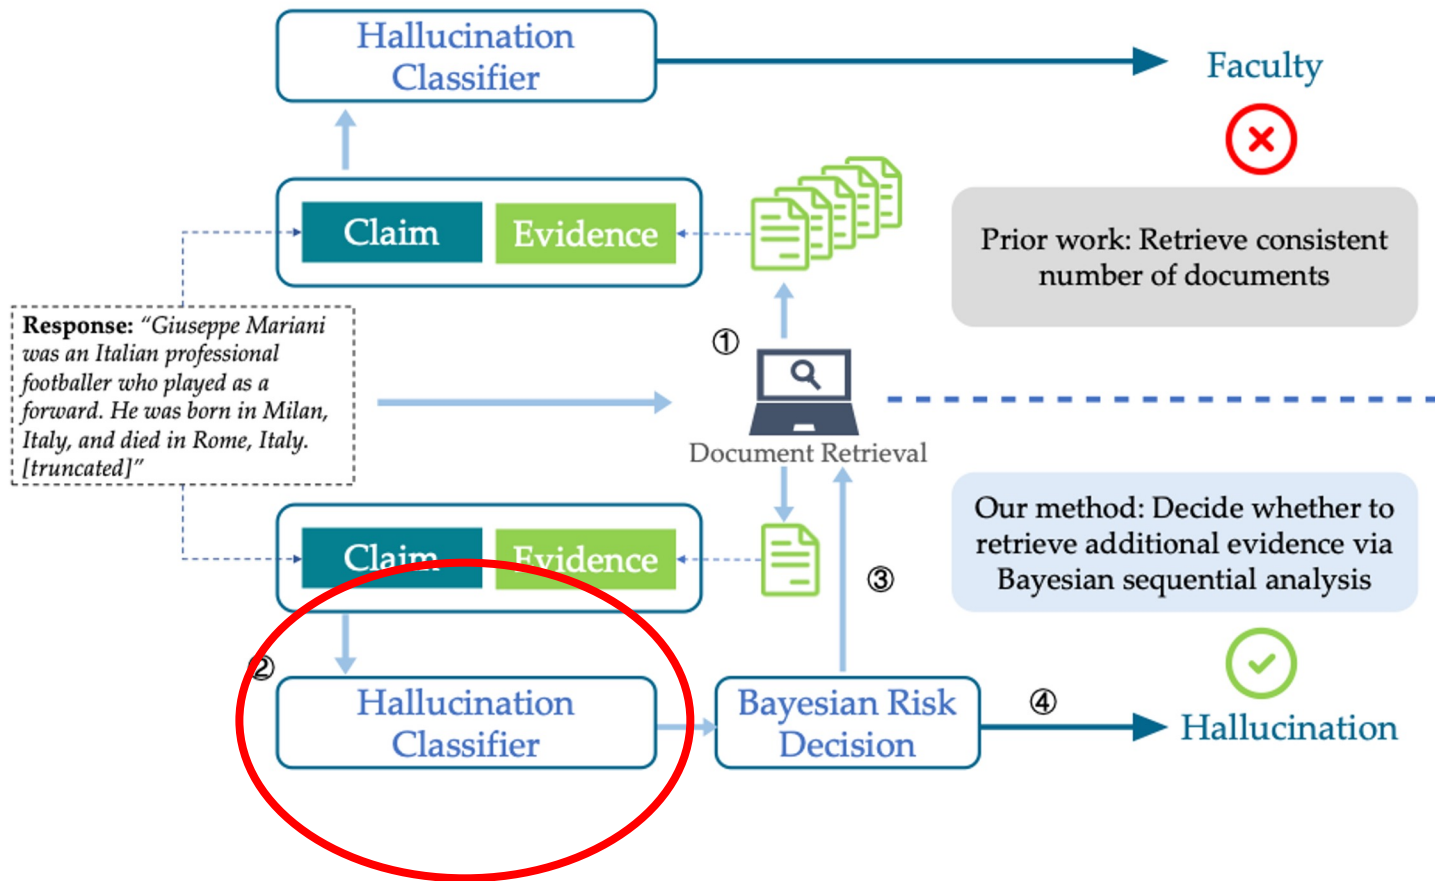 Hallucination
Classifier
Faculty
Claim
Evidence
Prior work: Retrieve consistent
number of documents
Response: “Giuseppe Mariani
was an Italian professional
footballer who played as a
forward. He was born in Milan,
Italy, and died in Rome, Italy.
[truncated]”
①
Document Retrieval
Our method: Decide whether to
retrieve additional evidence via
Bayesian sequential analysis
Claim
Evidence
③
②
Hallucination
Classifier
Bayesian Risk
Decision
④
Hallucination